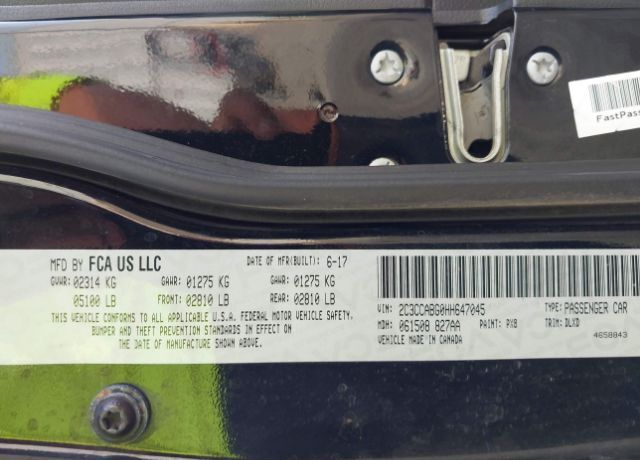 FastPass
MFD BY FCA US LLC DATE OF MFR(BUILT): 6-17
GVWR: 02314 KG GAWR: 01275 KG GAWR: 01275 KG
05100 LB FRONT: 02810 LB REAR: 02810 LB
THIS VEHICLE CONFORMS TO ALL APPLICABLE U.S.A. FEDERAL MOTOR VEHICLE SAFETY,
BUMPER AND THEFT PREVENTION STANDARDS IN EFFECT ON
THE DATE OF MANUFACTURE SHOWN ABOVE.
VIN: 2C3CCABG0HH647045 TYPE: PASSENGER CAR
MDH: 061508 827AA PAINT: PX8 TRIM: DLXD
VEHICLE MADE IN CANADA 4658843